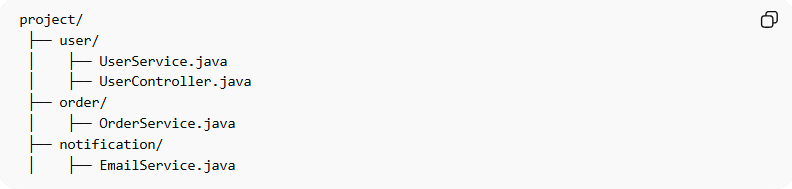 project/
├── user/
│   ├── UserService.java
│   ├── UserController.java
├── order/
│   ├── OrderService.java
├── notification/
│   ├── EmailService.java